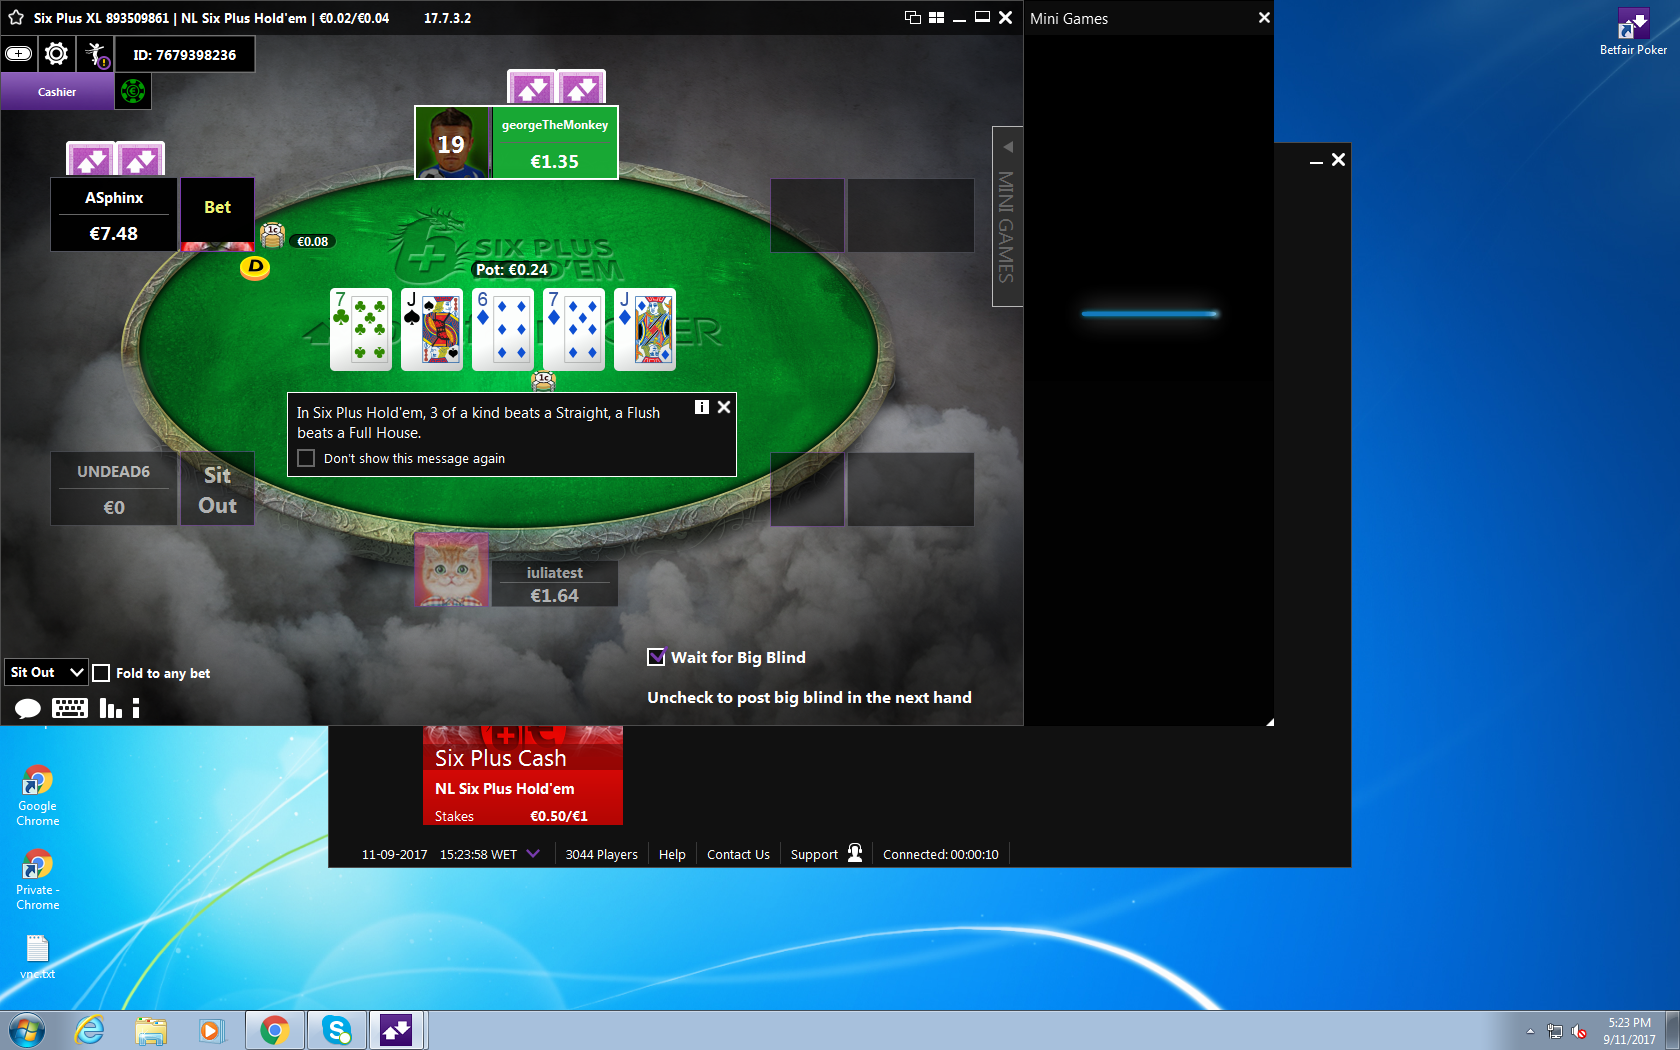 Six Plus XL 893509861 | NL Six Plus Hold'em | €0.02/€0.04 17.7.3.2
Mini Games
Betfair Poker
ID: 7679398236
Cashier
georgeTheMonkey
19
€1.35
ASphinx
€7.48
Bet
1c
€0.08
D
SIX PLUS
HOLD'EM
Pot: €0.24
MINI GAMES
7 J 6 7 J
1c
In Six Plus Hold'em, 3 of a kind beats a Straight, a Flush
beats a Full House.
Don't show this message again
UNDEAD6
€0
Sit
Out
iuliatest
€1.64
Wait for Big Blind
Uncheck to post big blind in the next hand
Sit Out
Fold to any bet
Six Plus Cash
NL Six Plus Hold'em
Stakes €0.50/€1
11-09-2017 15:23:58 WET 3044 Players Help Contact Us Support Connected: 00:00:10
Google
Chrome
Private -
Chrome
vnc.txt
5:23 PM
9/11/2017